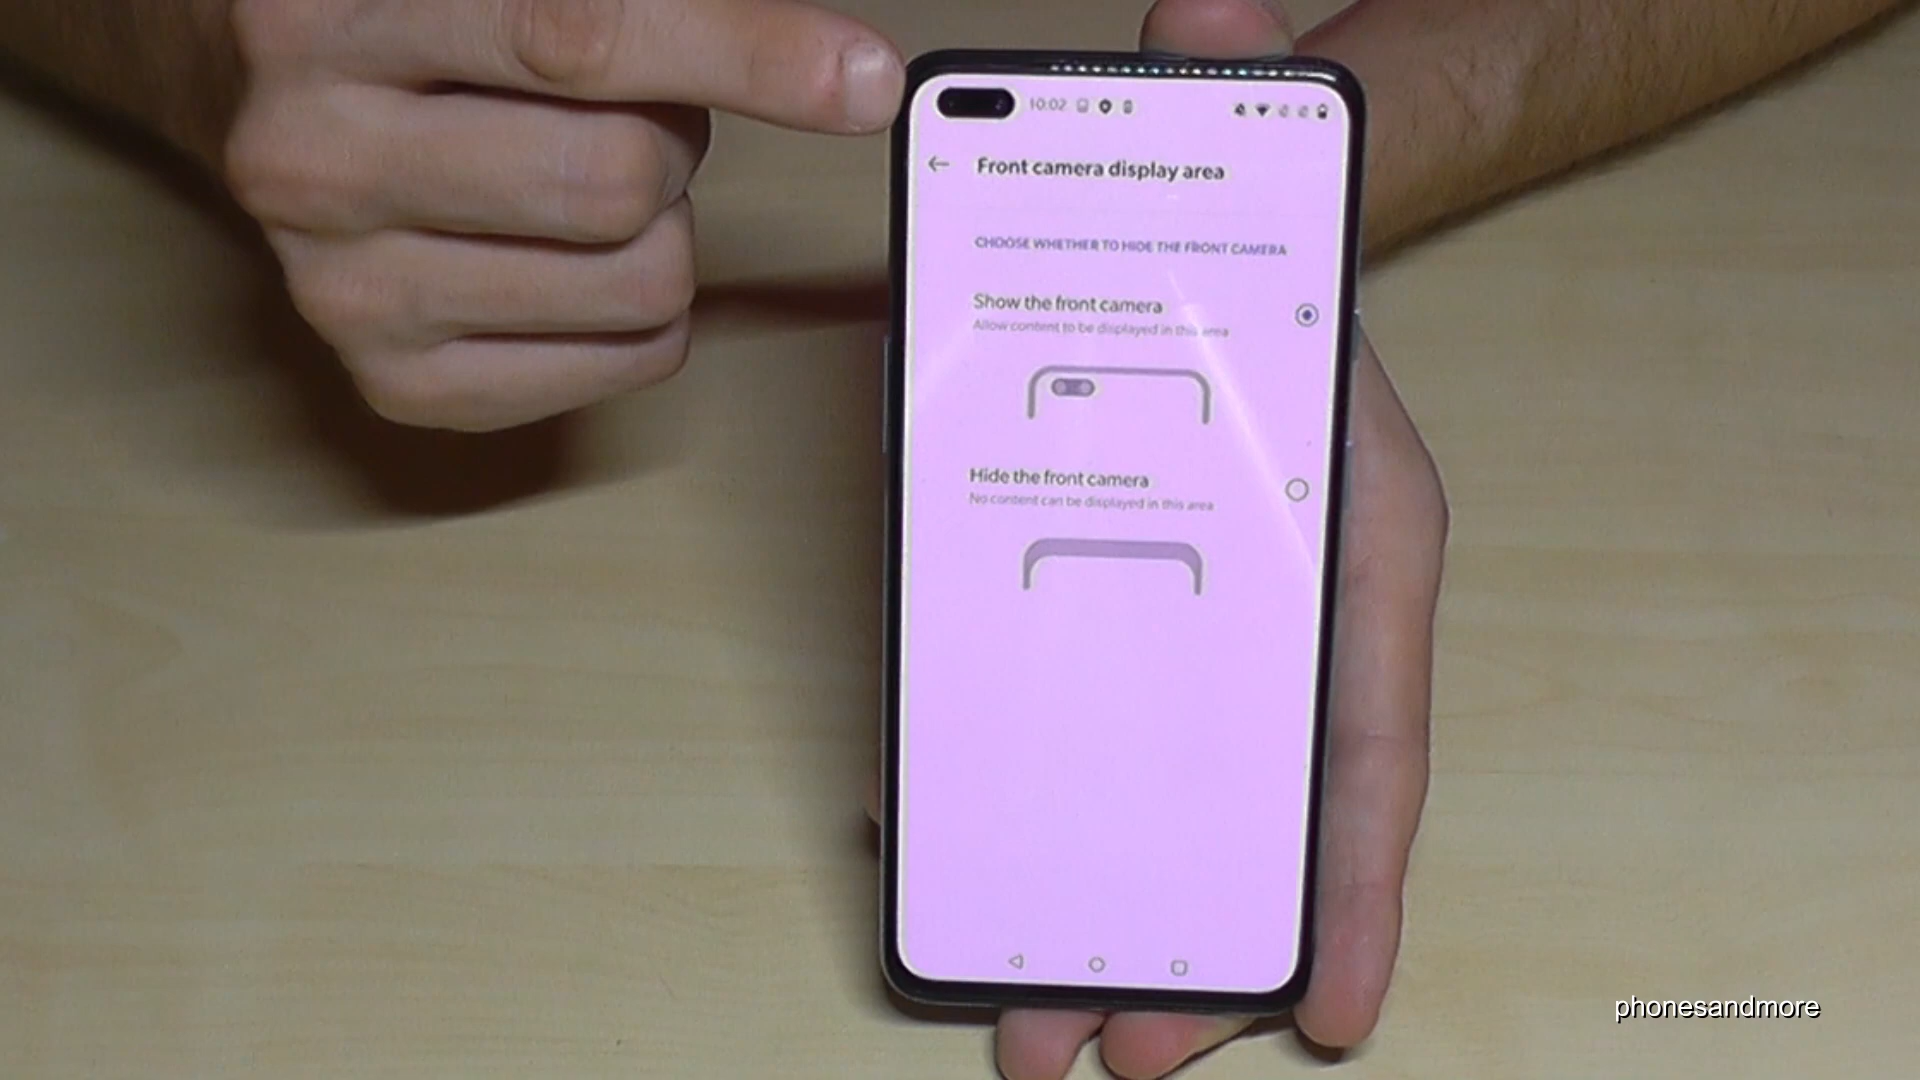 10:02
Front camera display area
CHOOSE WHETHER TO HIDE THE FRONT CAMERA
Show the front camera
Allow content to be displayed in this area
Hide the front camera
No content can be displayed in this area
phonesandmore